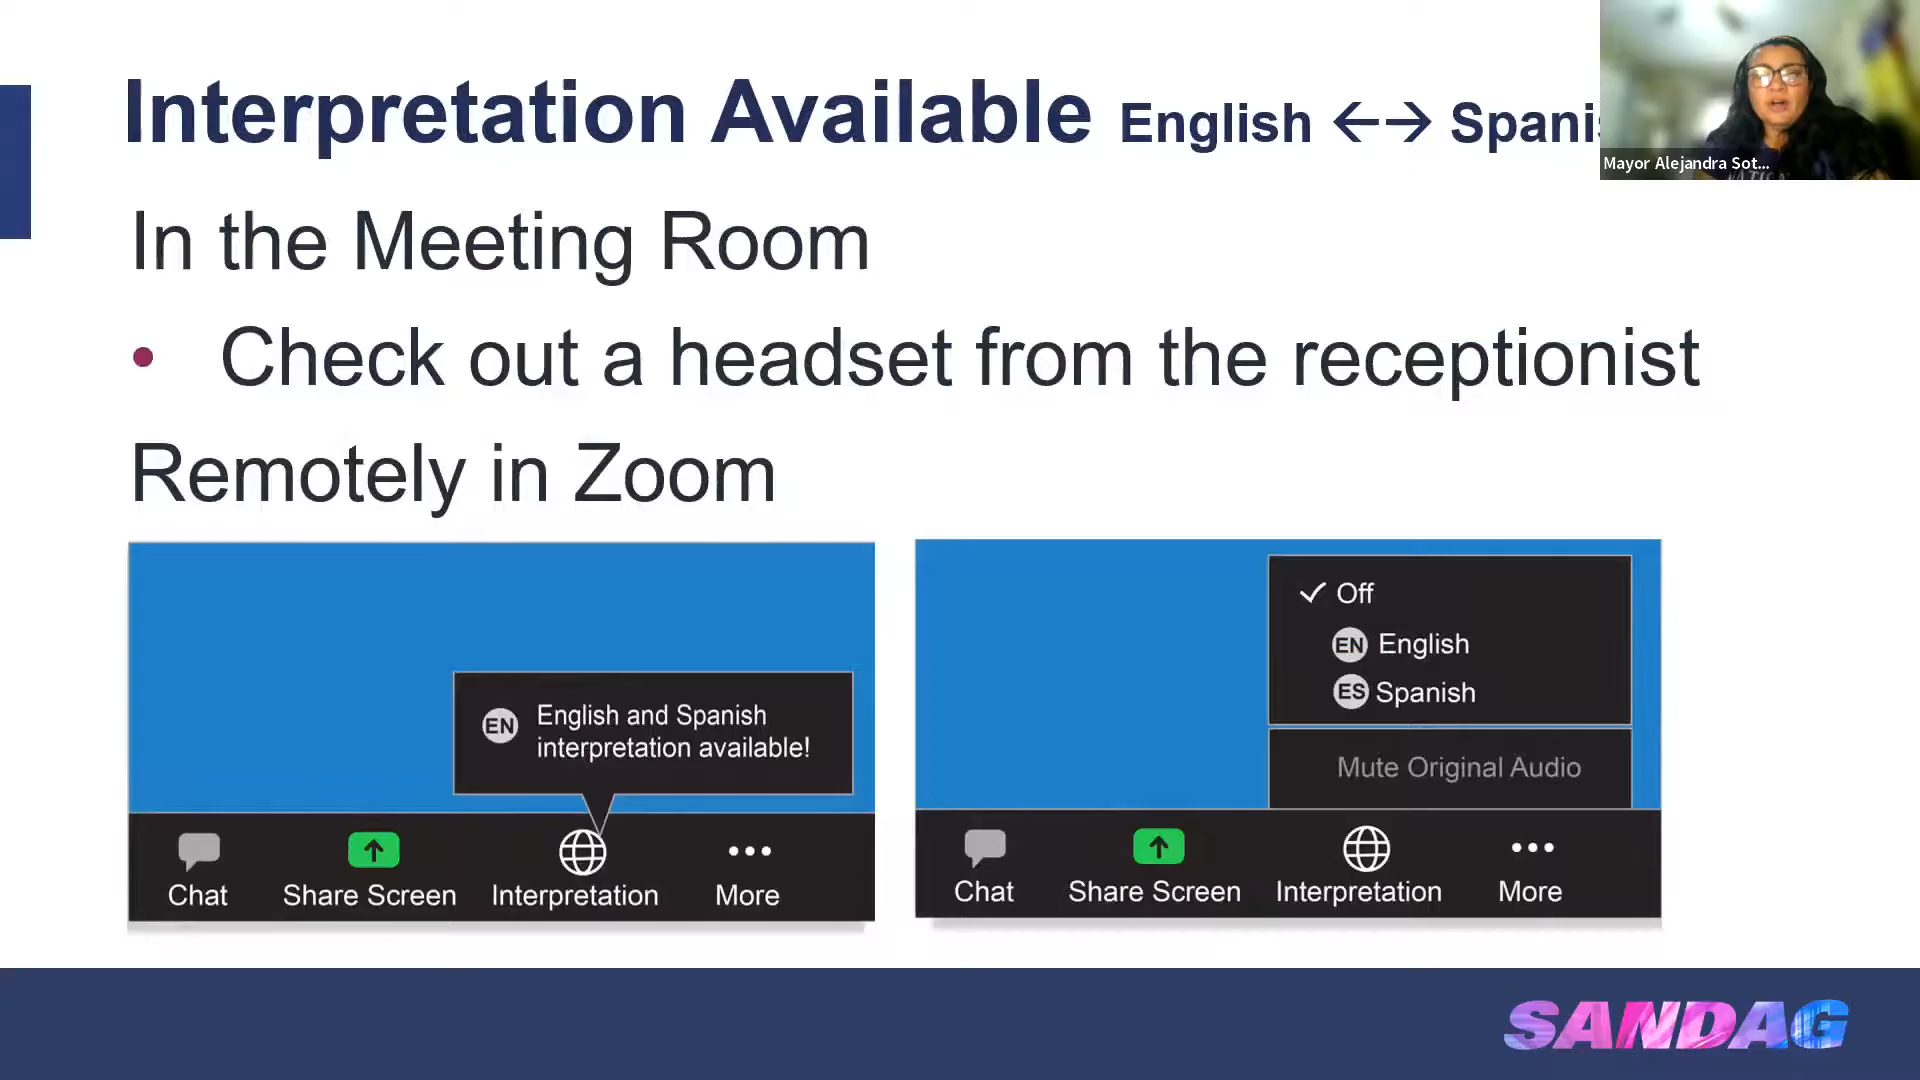 Interpretation Available English ←→ Spanis
Mayor Alejandra Sot...
In the Meeting Room
• Check out a headset from the receptionist
Remotely in Zoom
EN English and Spanish
interpretation available!
Chat Share Screen Interpretation More
✓ Off
EN English
ES Spanish
Mute Original Audio
Chat Share Screen Interpretation More
SANDAG